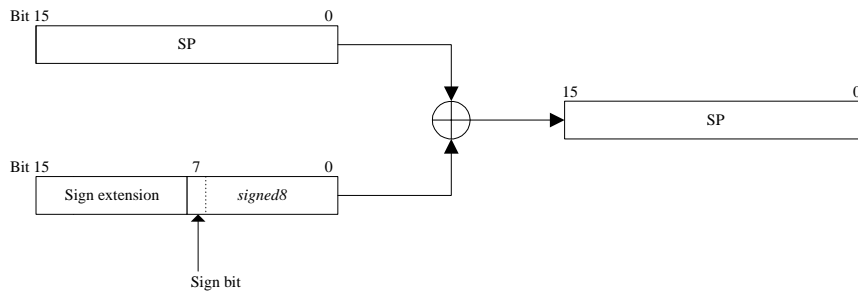 Bit 15 0
SP
15 0
SP
Bit 15 7 0
Sign extension signed8
Sign bit